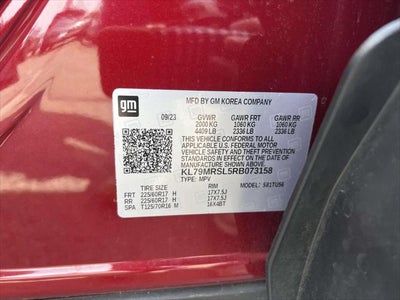 gm
MFD BY GM KOREA COMPANY
09/23 GVWR GAWR FRT GAWR RR
2000 KG 1060 KG 1060 KG
4409 LB 2336 LB 2336 LB
THIS VEHICLE CONFORMS TO ALL
APPLICABLE U.S. FEDERAL MOTOR
VEHICLE SAFETY AND THEFT PREVENTION
STANDARDS IN EFFECT ON THE DATE OF
MANUFACTURE SHOWN ABOVE.
KL79MRSL5RB073158
TYPE: MPV
RIM MODEL: 581TU56
FRT 225/60R17 H 17X7.5J
RR 225/60R17 H 17X7.5J
SPA T125/70R16 M 16X4BT